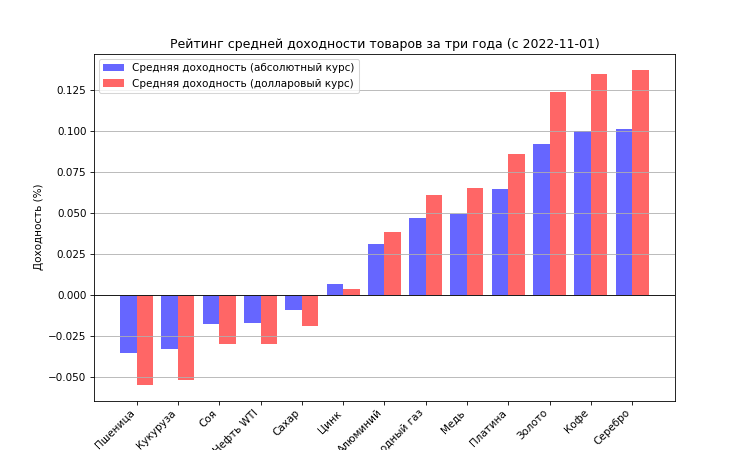 Рейтинг средней доходности товаров за три года (с 2022-11-01)
Средняя доходность (абсолютный курс)
Средняя доходность (долларовый курс)
Доходность (%)
0.125
0.100
0.075
0.050
0.025
0.000
−0.025
−0.050
Пшеница
Кукуруза
Соя
Нефть WTI
Сахар
Цинк
Алюминий
одный газ
Медь
Платина
Золото
Кофе
Серебро